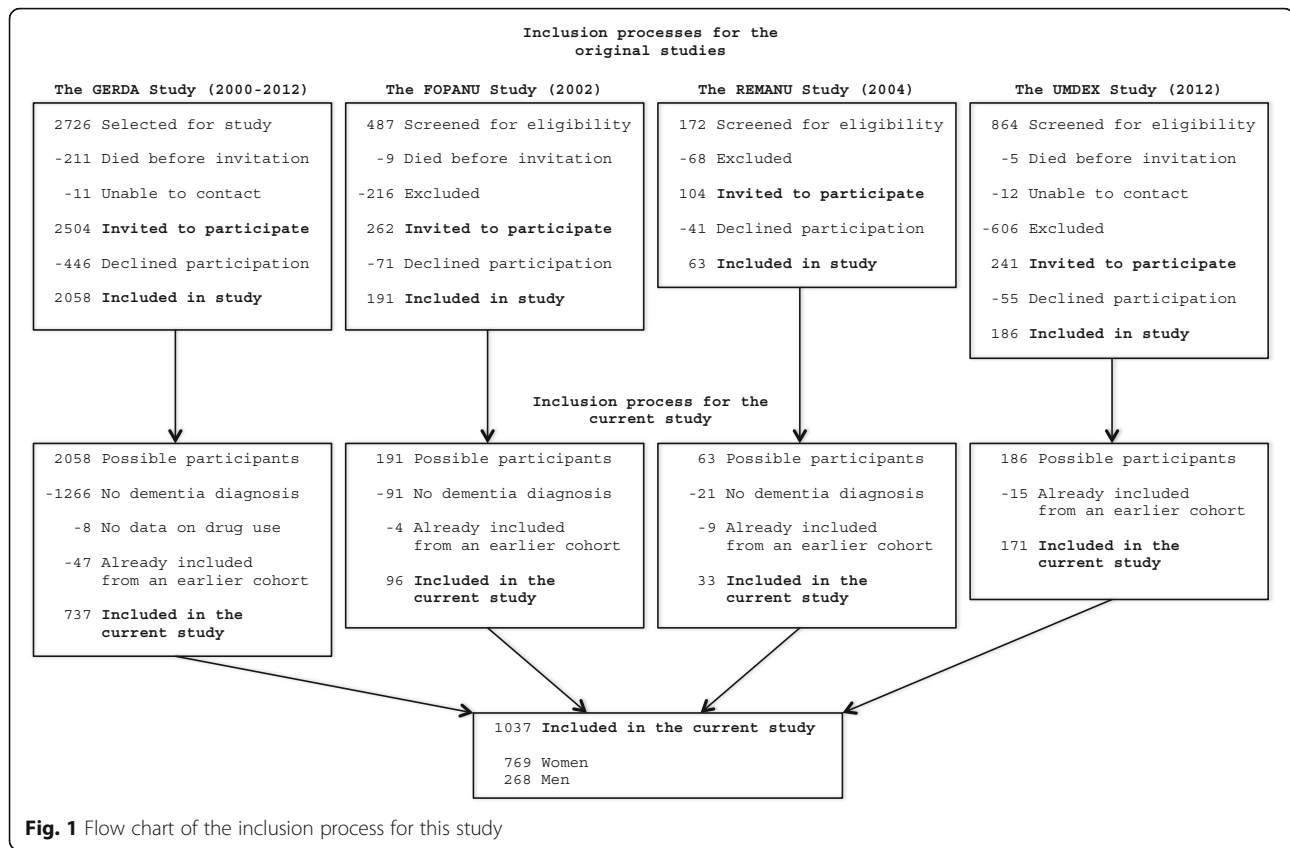 Inclusion processes for the
original studies
The GERDA Study (2000-2012)
2726 Selected for study
-211 Died before invitation
-11 Unable to contact
2504 Invited to participate
-446 Declined participation
2058 Included in study
The FOPANU Study (2002)
487 Screened for eligibility
-9 Died before invitation
-216 Excluded
262 Invited to participate
-71 Declined participation
191 Included in study
The REMANU Study (2004)
172 Screened for eligibility
-68 Excluded
104 Invited to participate
-41 Declined participation
63 Included in study
The UMDEX Study (2012)
864 Screened for eligibility
-5 Died before invitation
-12 Unable to contact
-606 Excluded
241 Invited to participate
-55 Declined participation
186 Included in study
Inclusion process for the
current study
2058 Possible participants
-1266 No dementia diagnosis
-8 No data on drug use
-47 Already included
from an earlier cohort
737 Included in the
current study
191 Possible participants
-91 No dementia diagnosis
-4 Already included
from an earlier cohort
96 Included in the
current study
63 Possible participants
-21 No dementia diagnosis
-9 Already included
from an earlier cohort
33 Included in the
current study
186 Possible participants
-15 Already included
from an earlier cohort
171 Included in the
current study
1037 Included in the current study
769 Women
268 Men
Fig. 1 Flow chart of the inclusion process for this study